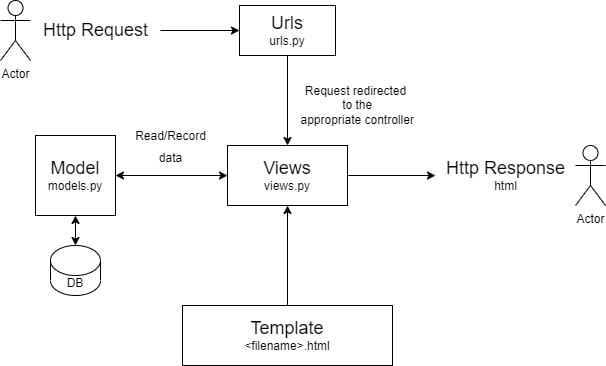 Http Request
Urls
urls.py
Actor
Request redirected
to the
appropriate controller
Read/Record
data
Model
models.py
Views
views.py
Http Response
html
Actor
DB
Template
<filename>.html